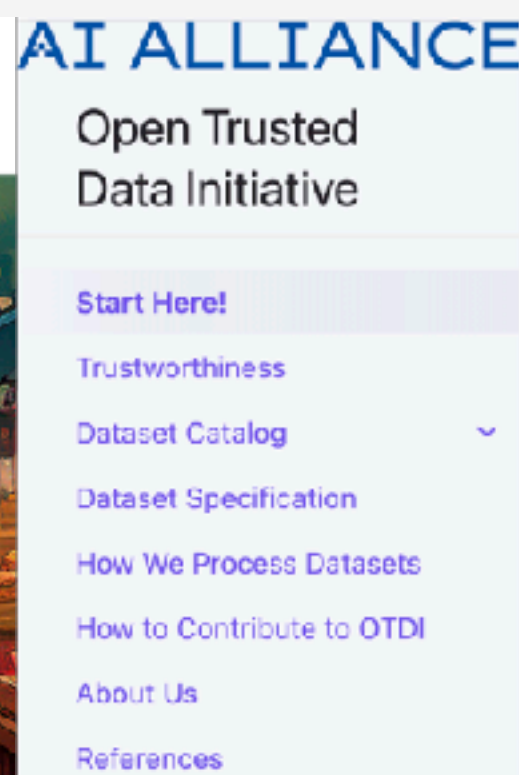 AI ALLIANCE
Open Trusted
Data Initiative
Start Here!
Trustworthiness
Dataset Catalog
Dataset Specification
How We Process Datasets
How to Contribute to OTDI
About Us
References